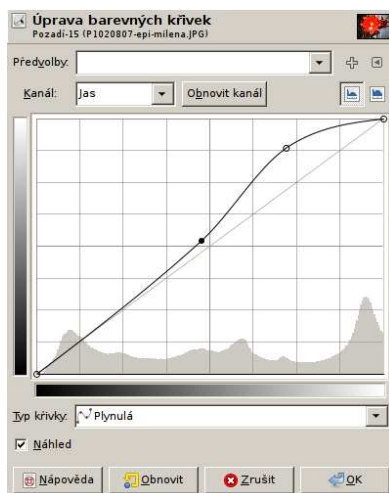 Úprava barevných křivek
Pozadí-15 (P1020807-epi-milena.JPG)
Předvolby:
Kanál: Jas Obnovit kanál
Typ křivky: Plynulá
Náhled
Nápověda Obnovit Zrušit OK